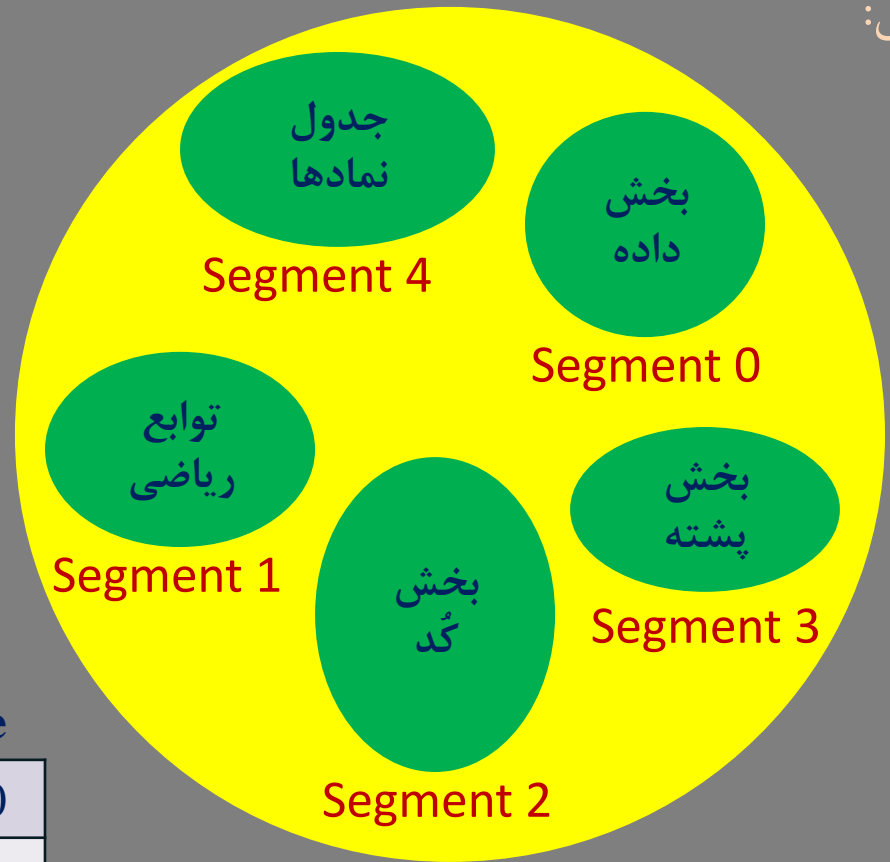 جدول
نمادها
Segment 4
بخش
داده
Segment 0
توابع
ریاضی
Segment 1
بخش
پشته
Segment 3
بخش
کُد
Segment 2